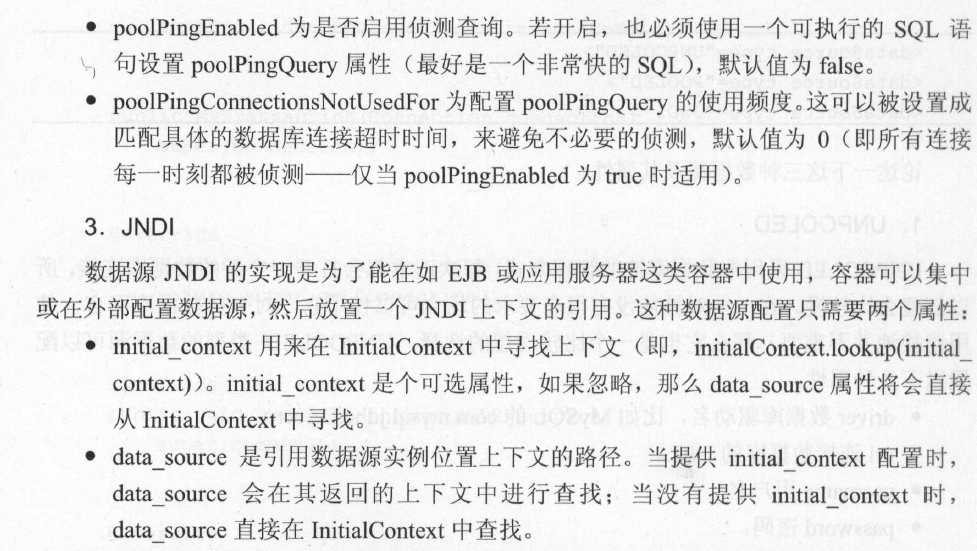 • poolPingEnabled 为是否启用侦测查询。若开启，也必须使用一个可执行的 SQL 语
句设置 poolPingQuery 属性（最好是一个非常快的 SQL），默认值为 false。
• poolPingConnectionsNotUsedFor 为配置 poolPingQuery 的使用频度。这可以被设置成
匹配具体的数据库连接超时时间，来避免不必要的侦测，默认值为 0（即所有连接
每一时刻都被侦测——仅当 poolPingEnabled 为 true 时适用）。
3．JNDI
数据源 JNDI 的实现是为了能在如 EJB 或应用服务器这类容器中使用，容器可以集中
或在外部配置数据源，然后放置一个 JNDI 上下文的引用。这种数据源配置只需要两个属性：
• initial_context 用来在 InitialContext 中寻找上下文（即，initialContext.lookup(initial_
context)）。initial_context 是个可选属性，如果忽略，那么 data_source 属性将会直接
从 InitialContext 中寻找。
• data_source 是引用数据源实例位置上下文的路径。当提供 initial_context 配置时，
data_source 会在其返回的上下文中进行查找；当没有提供 initial_context 时，
data_source 直接在 InitialContext 中查找。